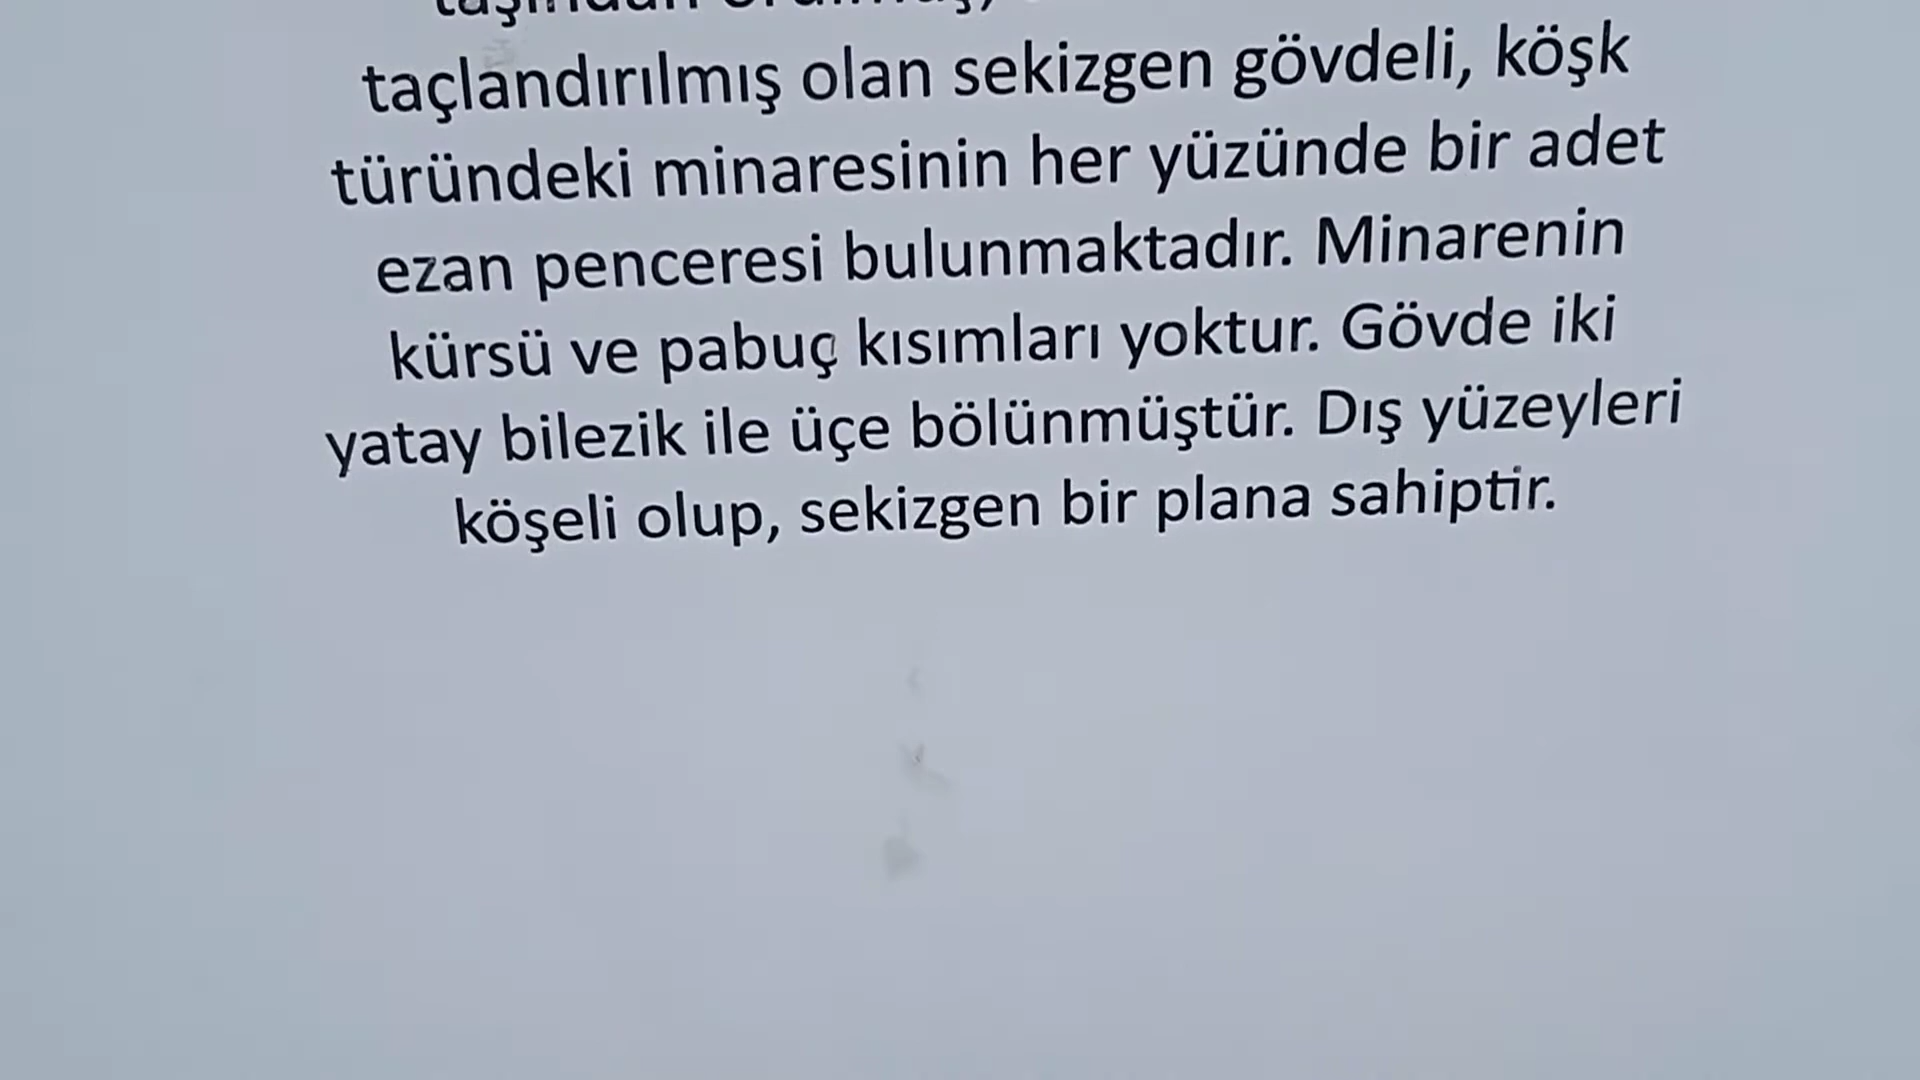 taçlandırılmış olan sekizgen gövdeli, köşk
türündeki minaresinin her yüzünde bir adet
ezan penceresi bulunmaktadır. Minarenin
kürsü ve pabuç kısımları yoktur. Gövde iki
yatay bilezik ile üçe bölünmüştür. Dış yüzeyleri
köşeli olup, sekizgen bir plana sahiptir.